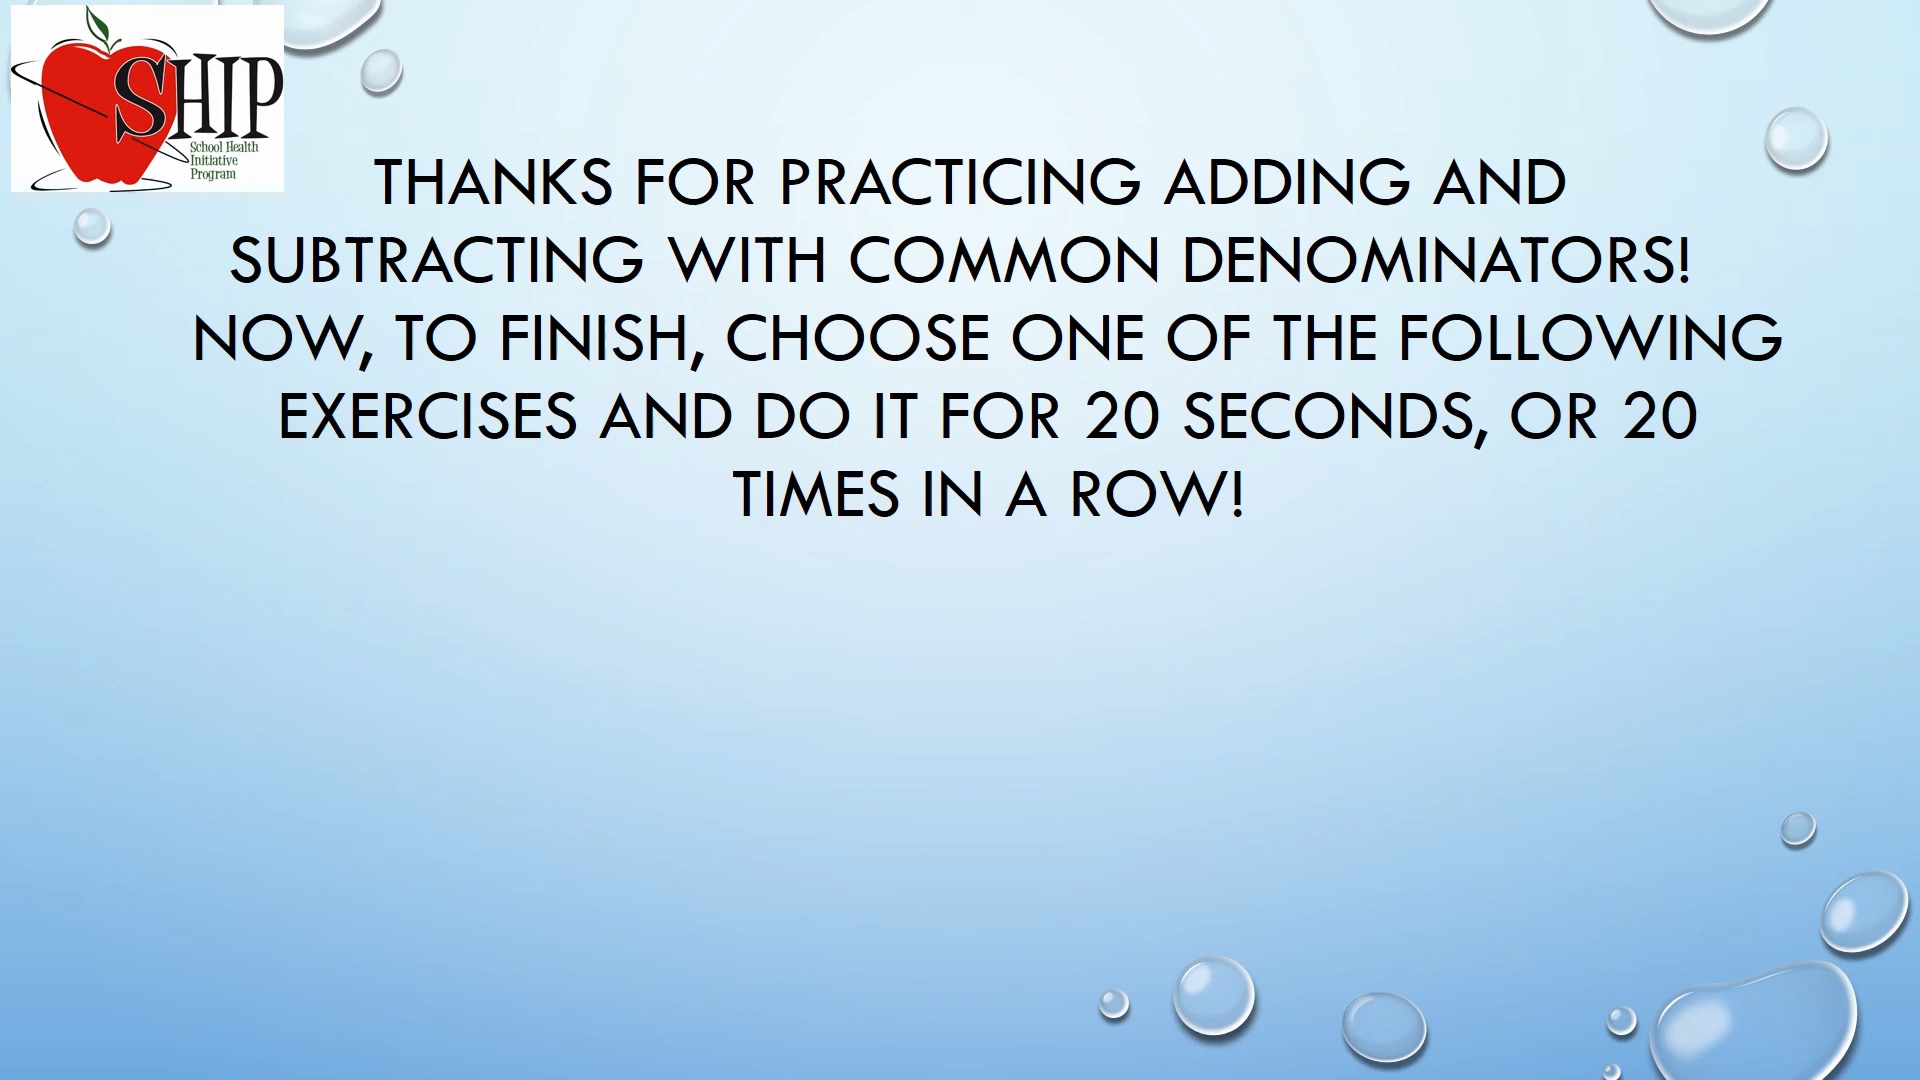 SHIP
School Health
Initiative
Program
THANKS FOR PRACTICING ADDING AND
SUBTRACTING WITH COMMON DENOMINATORS!
NOW, TO FINISH, CHOOSE ONE OF THE FOLLOWING
EXERCISES AND DO IT FOR 20 SECONDS, OR 20
TIMES IN A ROW!